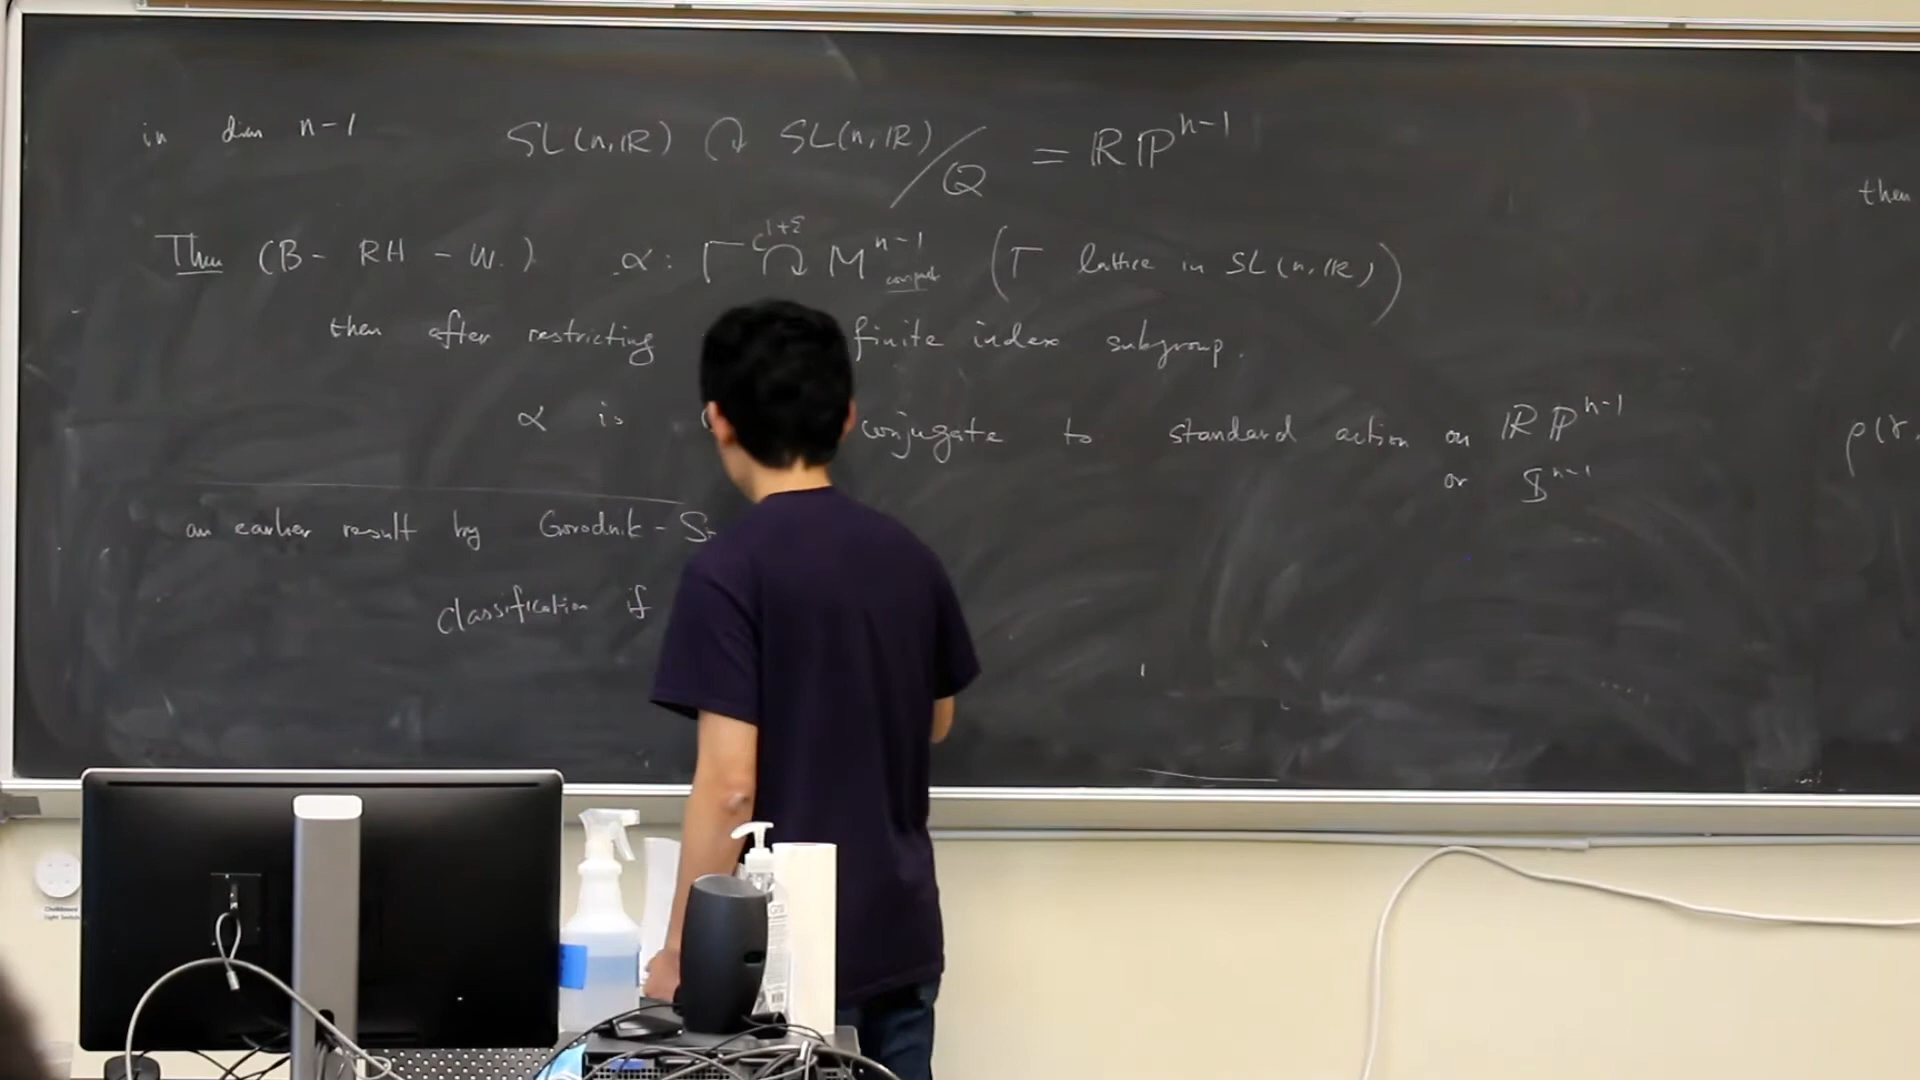 in dim n-1 SL(n,ℝ) ↷ SL(n,ℝ)/Q = ℝℙ^{n-1}
then
Thm (B - RH - W.) α: Γ ↷^{C^{1+ε}} M^{n-1} compact (Γ lattice in SL(n,ℝ))
then after restricting finite index subgroup.
α is conjugate to standard action on ℝℙ^{n-1}
or 𝕊^{n-1}
ρ(γ,
an earlier result by Gorodnik -
classification if